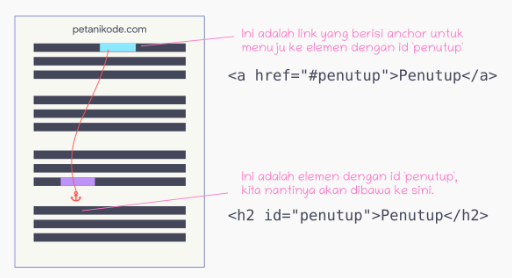 petanikode.com
Ini adalah link yang berisi anchor untuk
menuju ke elemen dengan id 'penutup'
<a href="#penutup">Penutup</a>
Ini adalah elemen dengan id 'penutup',
kita nantinya akan dibawa ke sini.
<h2 id="penutup">Penutup</h2>